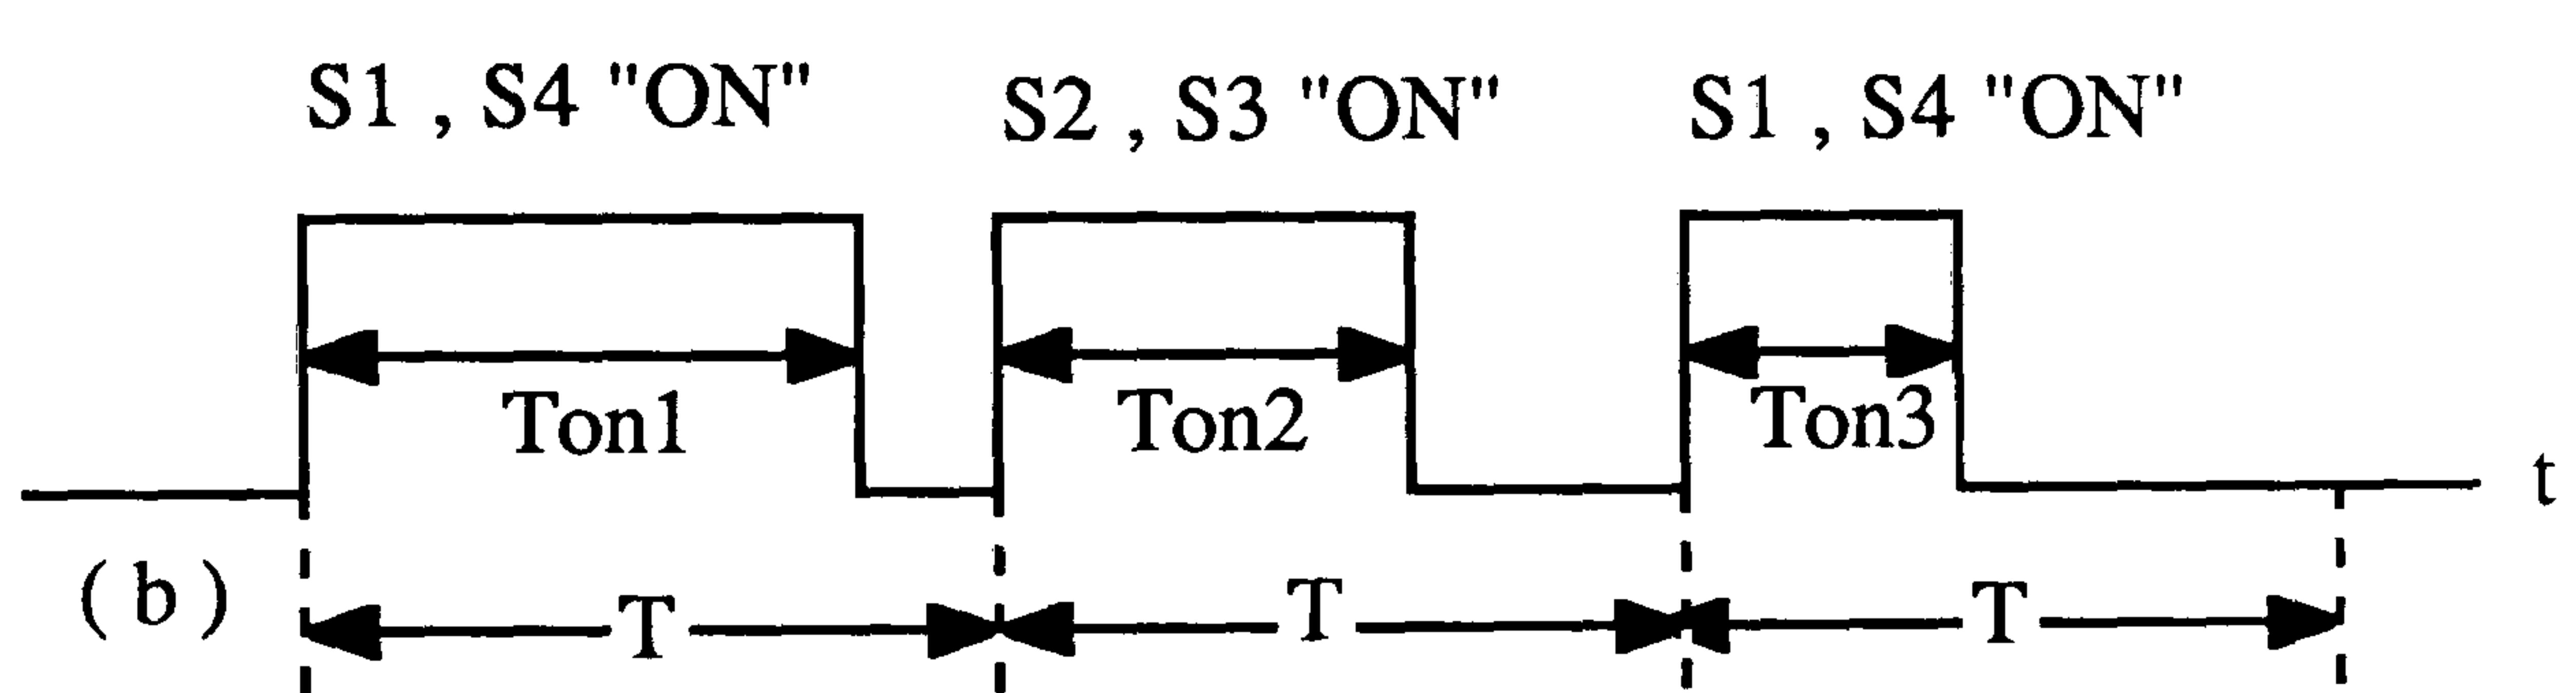 S1 , S4 "ON" S2 , S3 "ON" S1 , S4 "ON"
Ton1 Ton2 Ton3
t
( b ) T T T